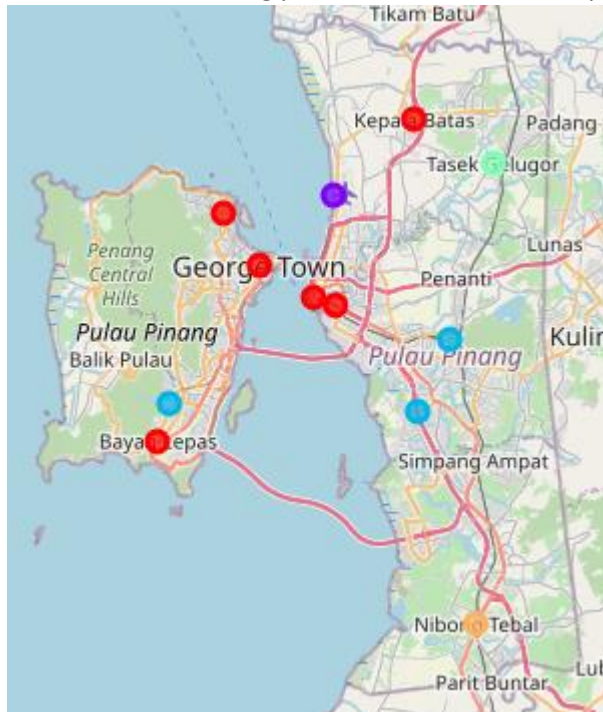 Tikam Batu
Kepala Batas
Padang
Tasek Gelugor
Lunas
Penang
Central
Hills
George Town
Penanti
Pulau Pinang
Balik Pulau
Pulau Pinang
Kulim
Bayan Lepas
Simpang Ampat
Nibong Tebal
Parit Buntar
Lub